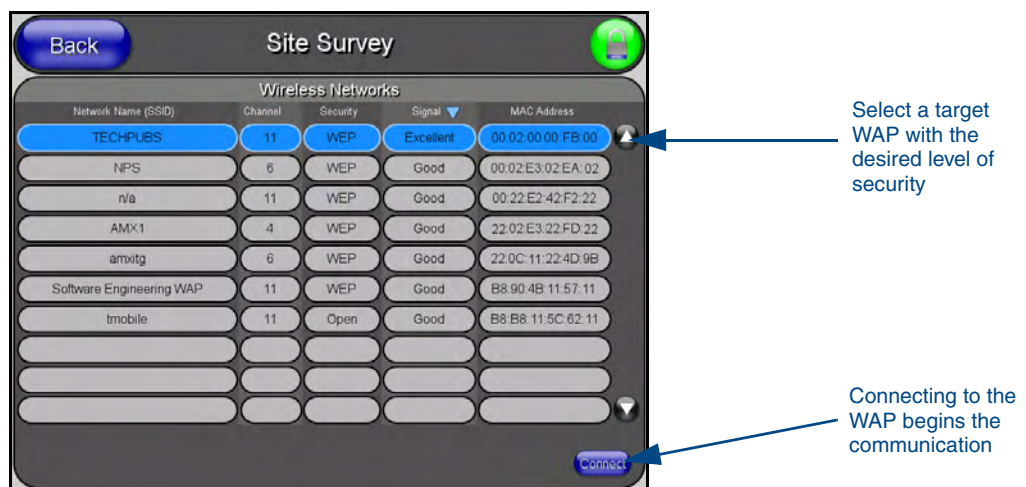 Back
Site Survey
Wireless Networks
Network Name (SSID) Channel Security Signal MAC Address
TECHPUBS 11 WEP Excellent 00:02:00:00:FB:00
NPS 6 WEP Good 00:02:E3:02:EA:02
n/a 11 WEP Good 00:22:E2:42:F2:22
AMX1 4 WEP Good 22:02:E3:22:FD:22
amxitg 6 WEP Good 22:0C:11:22:4D:9B
Software Engineering WAP 11 WEP Good B8:90:4B:11:57:11
tmobile 11 Open Good B8:B8:11:5C:62:11
Connect
Select a target
WAP with the
desired level of
security
Connecting to the
WAP begins the
communication